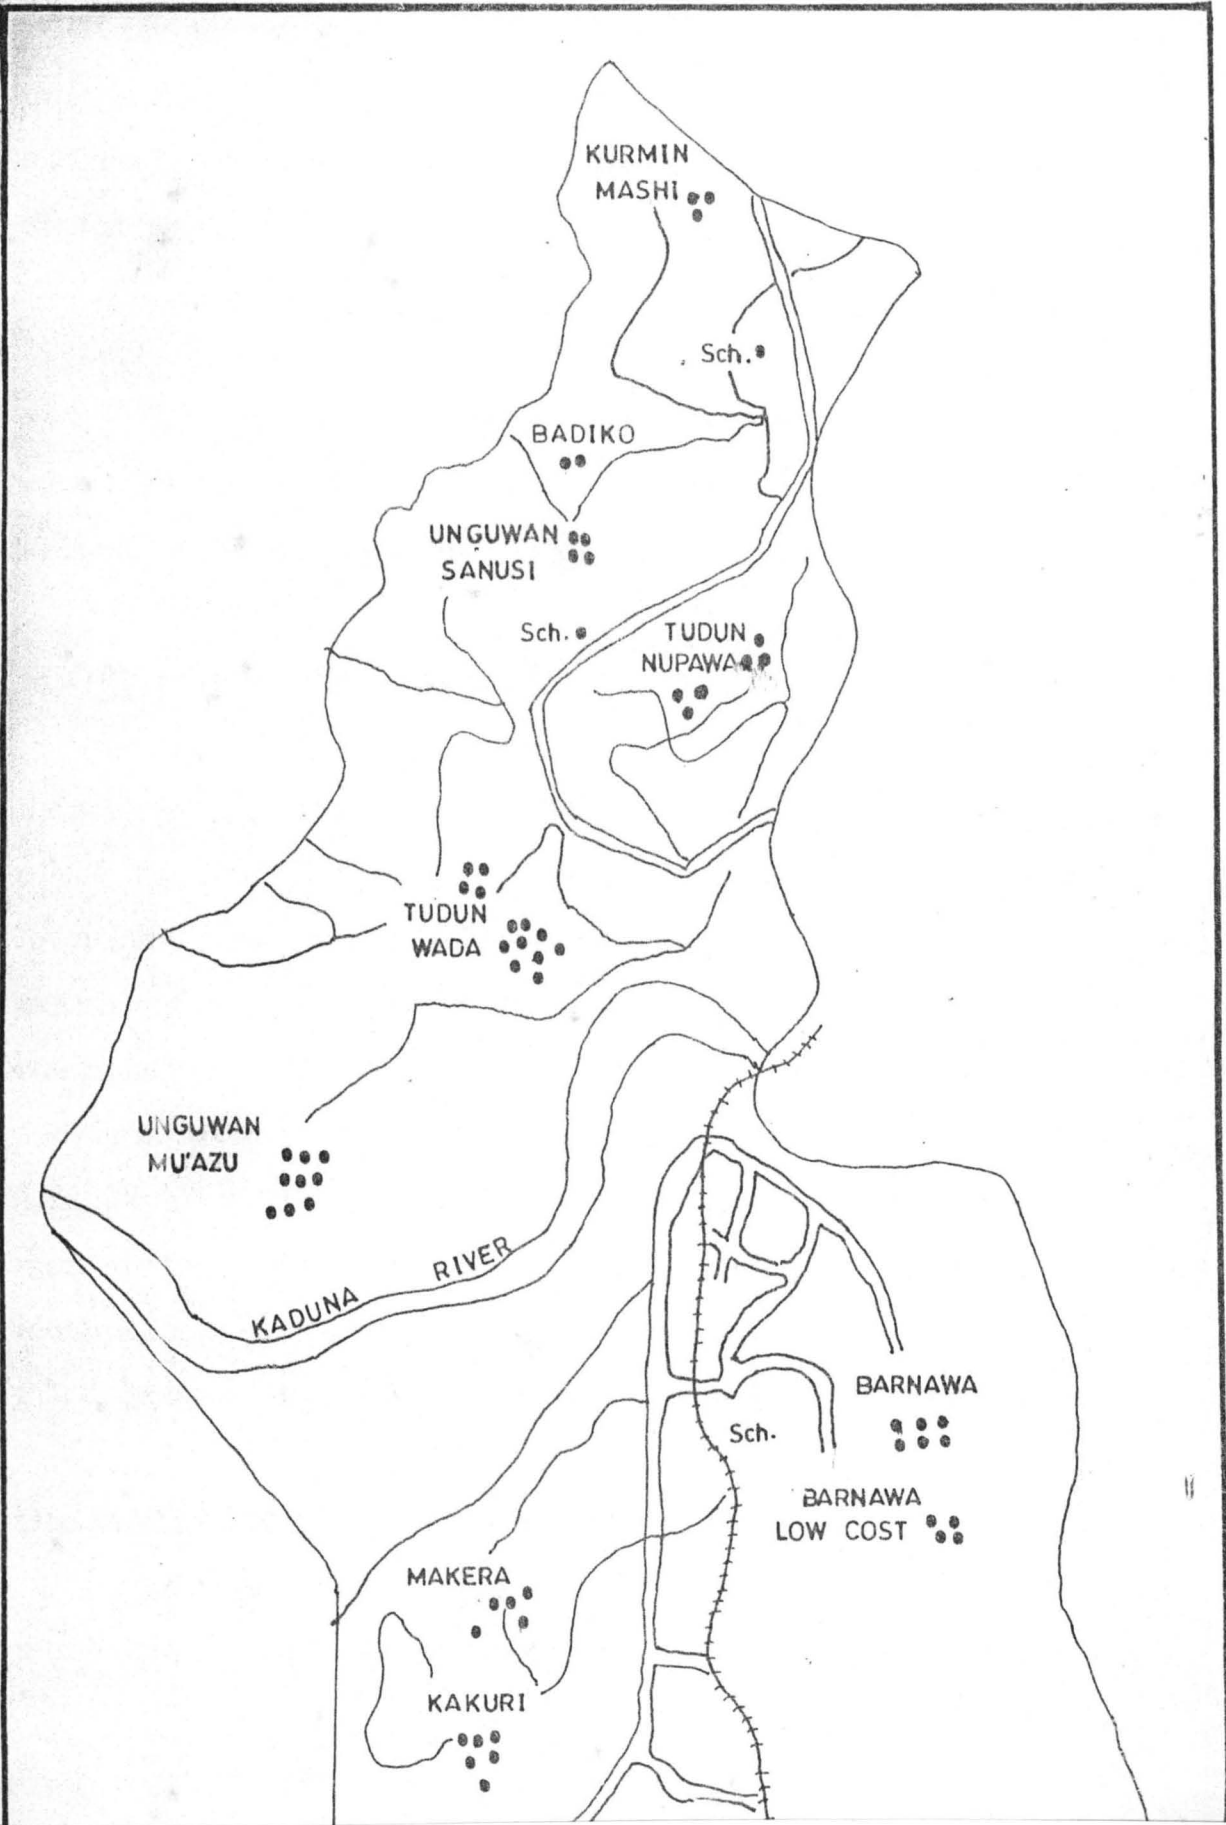 KURMIN
MASHI
Sch.
BADIKO
UNGUWAN
SANUSI
Sch.
TUDUN
NUPAWA
TUDUN
WADA
UNGUWAN
MU'AZU
KADUNA RIVER
BARNAWA
Sch.
BARNAWA
LOW COST
MAKERA
KAKURI